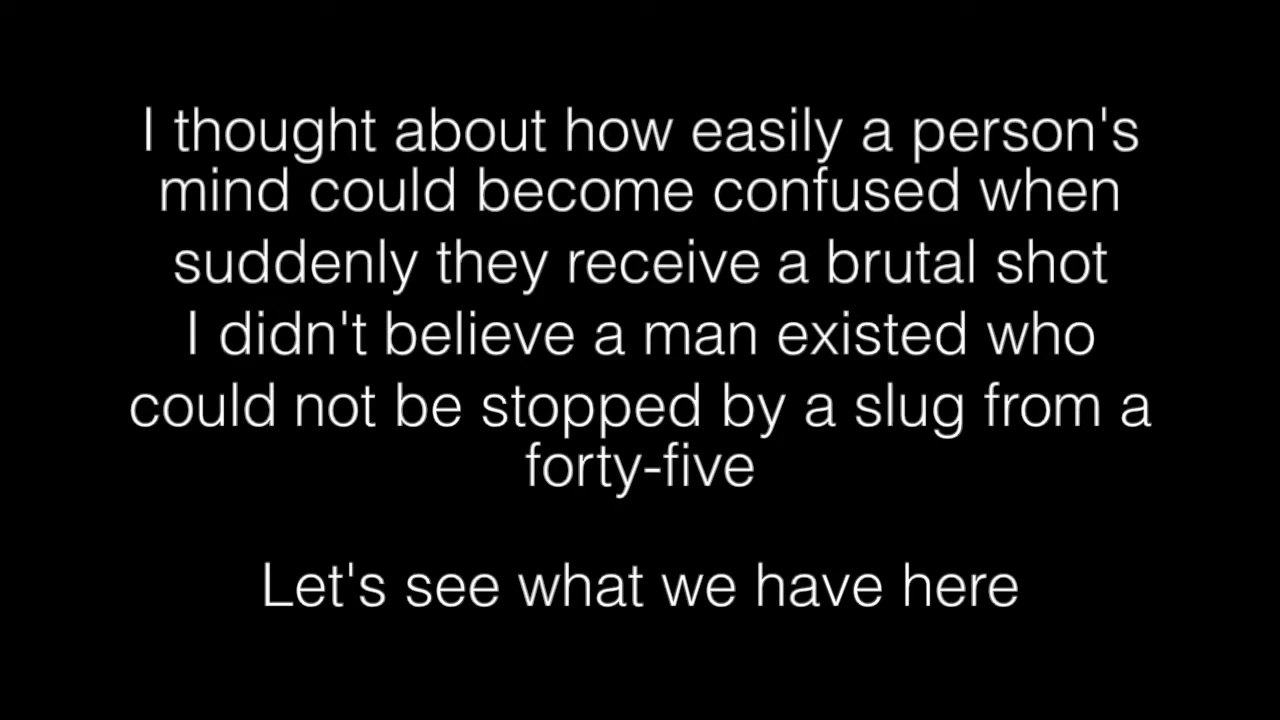 I thought about how easily a person's
mind could become confused when
suddenly they receive a brutal shot
I didn't believe a man existed who
could not be stopped by a slug from a
forty-five
Let's see what we have here